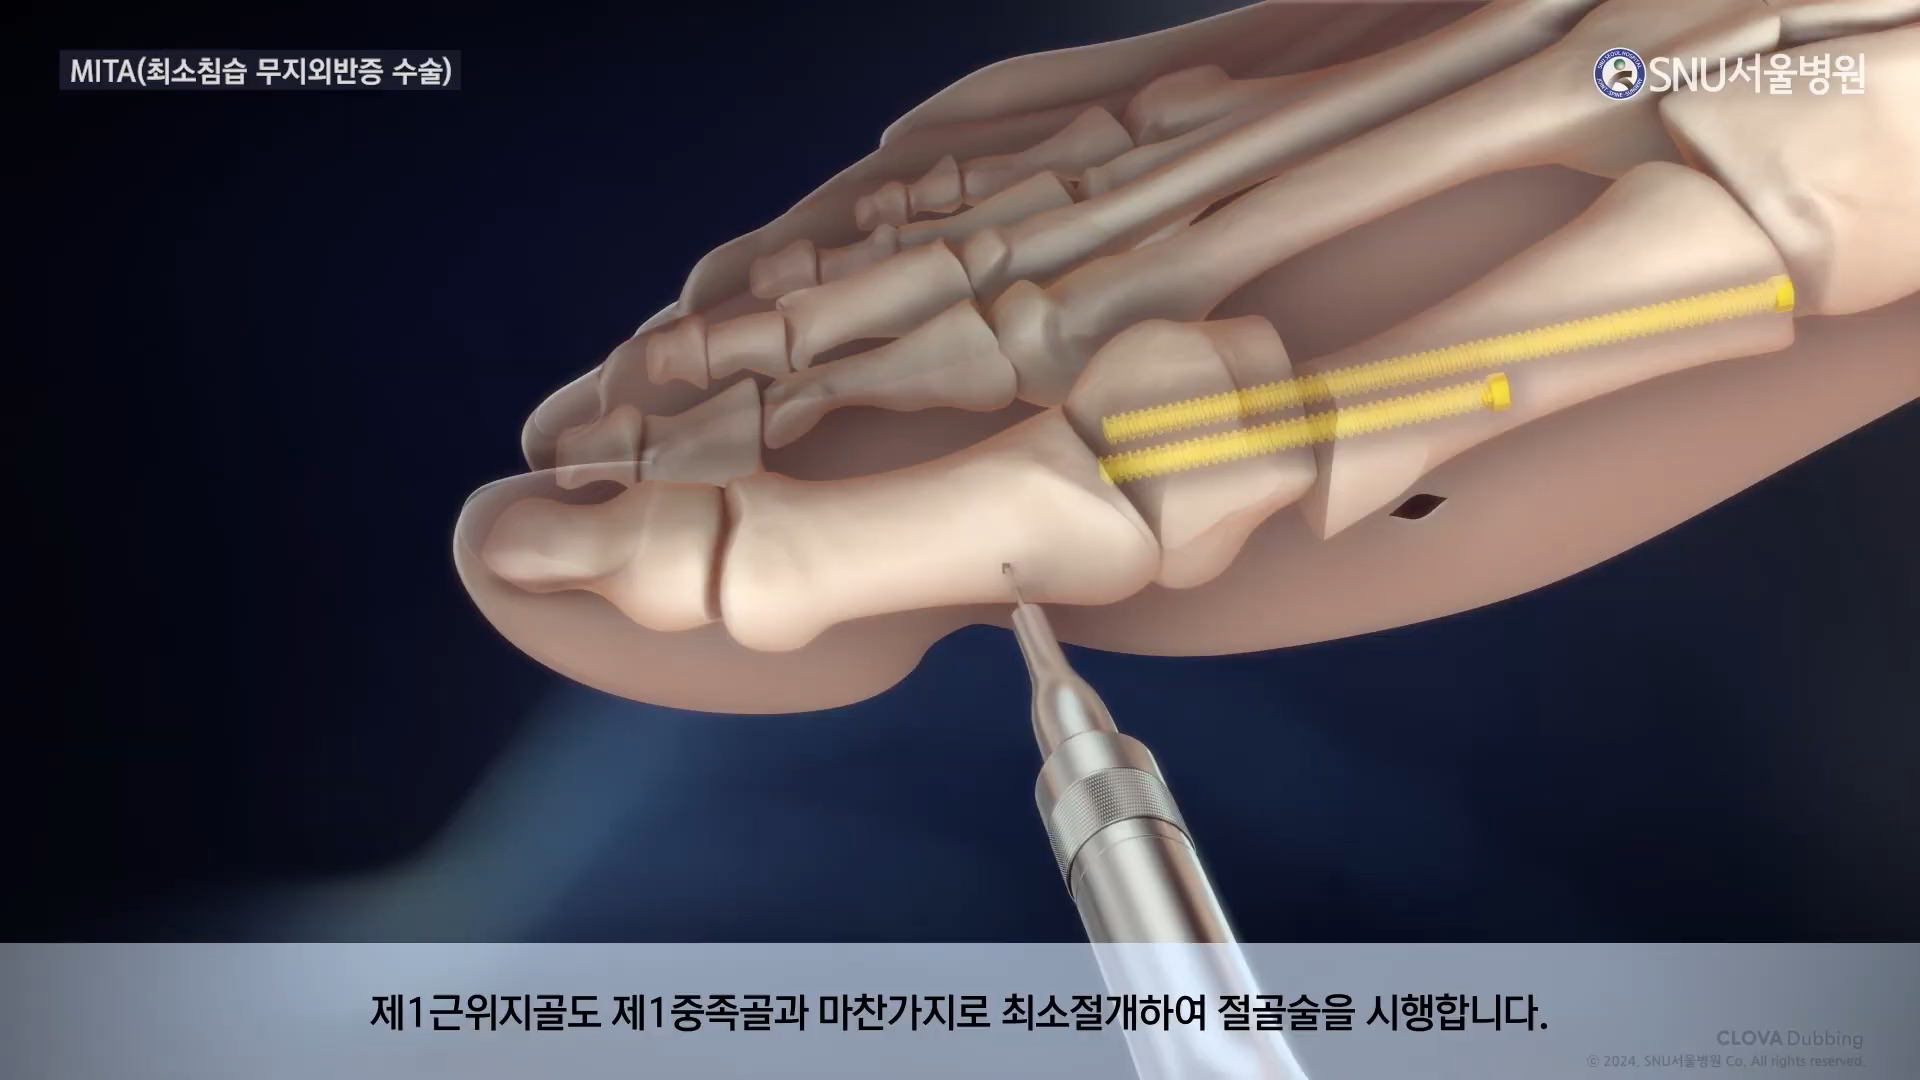 MITA(최소침습 무지외반증 수술)
SNU서울병원
제1근위지골도 제1중족골과 마찬가지로 최소절개하여 절골술을 시행합니다.
CLOVA Dubbing
ⓒ 2024. SNU서울병원 Co. All rights reserved.